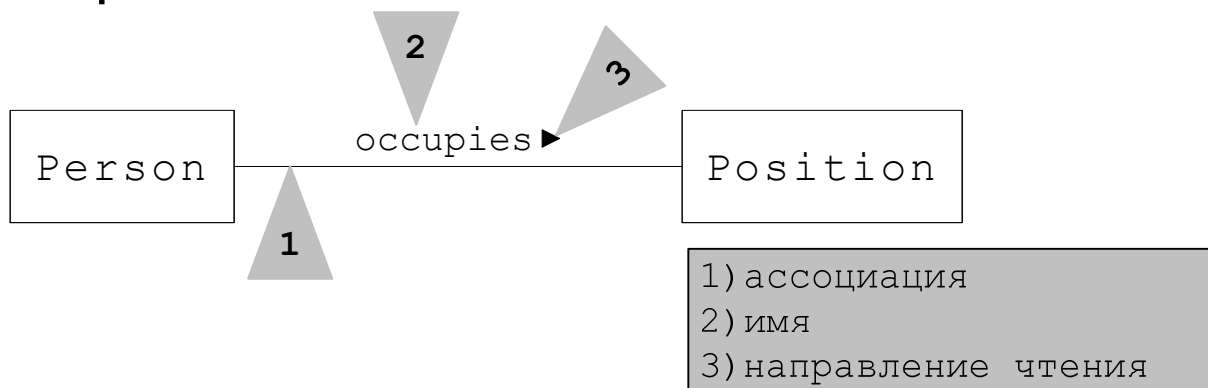 2
3
occupies ►
Person
Position
1
1)ассоциация
2)имя
3)направление чтения